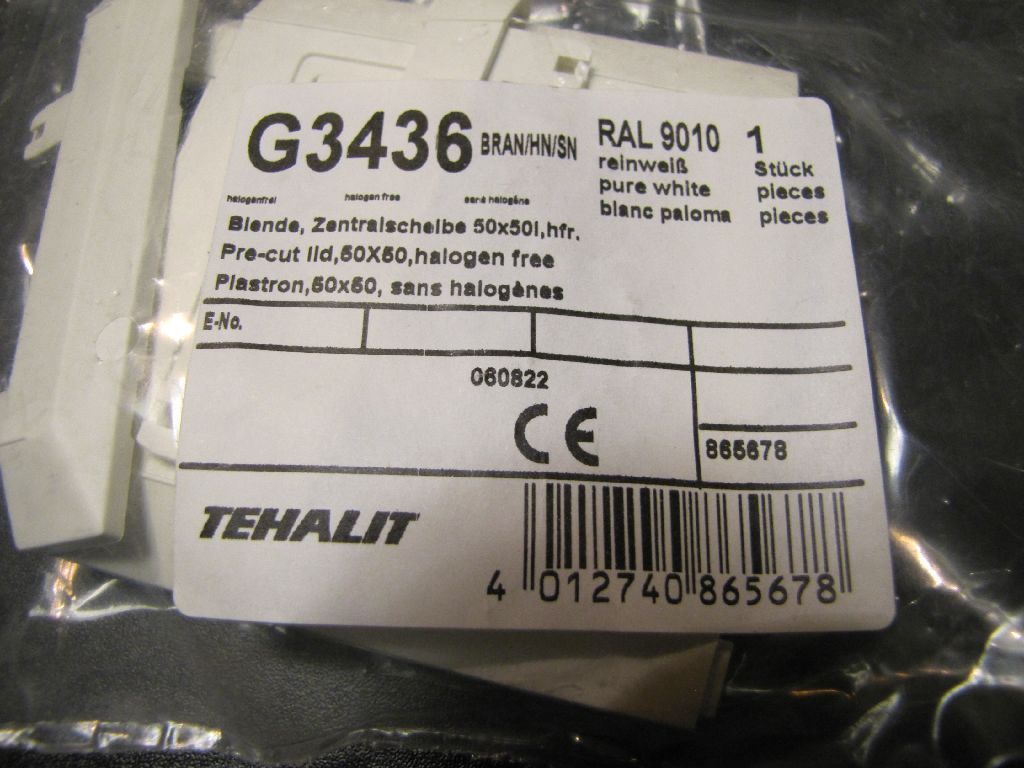 G3436 BRAN/HN/SN
RAL 9010 1
reinweiß Stück
pure white pieces
blanc paloma pieces
halogenfrei halogen free sans halogène
Blende, Zentralscheibe 50x50l,hfr.
Pre-cut lid,50X50,halogen free
Plastron,50x50, sans halogènes
E-No.
060822
CE
865678
TEHALIT
4 012740 865678